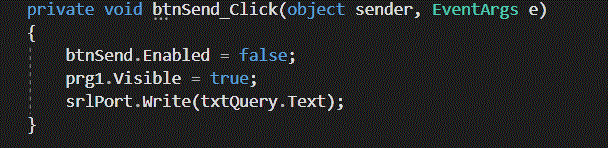 private void btnSend_Click(object sender, EventArgs e)
{
btnSend.Enabled = false;
prg1.Visible = true;
srlPort.Write(txtQuery.Text);
}